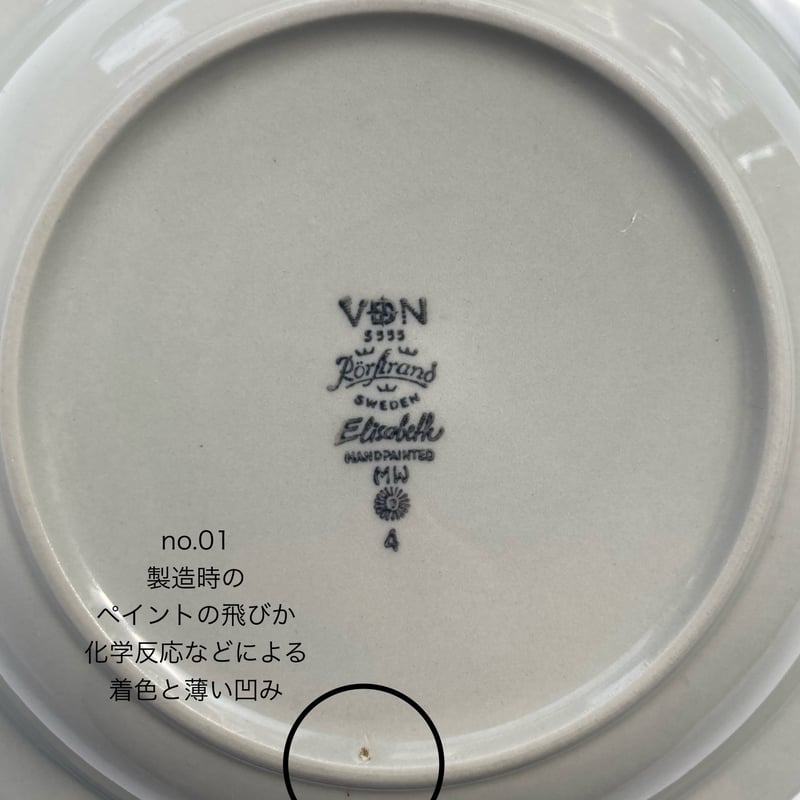 VDN
Rörstrand
SWEDEN
Elisabeth
HANDPAINTED
MW
4
no.01
製造時の
ペイントの飛びか
化学反応などによる
着色と薄い凹み